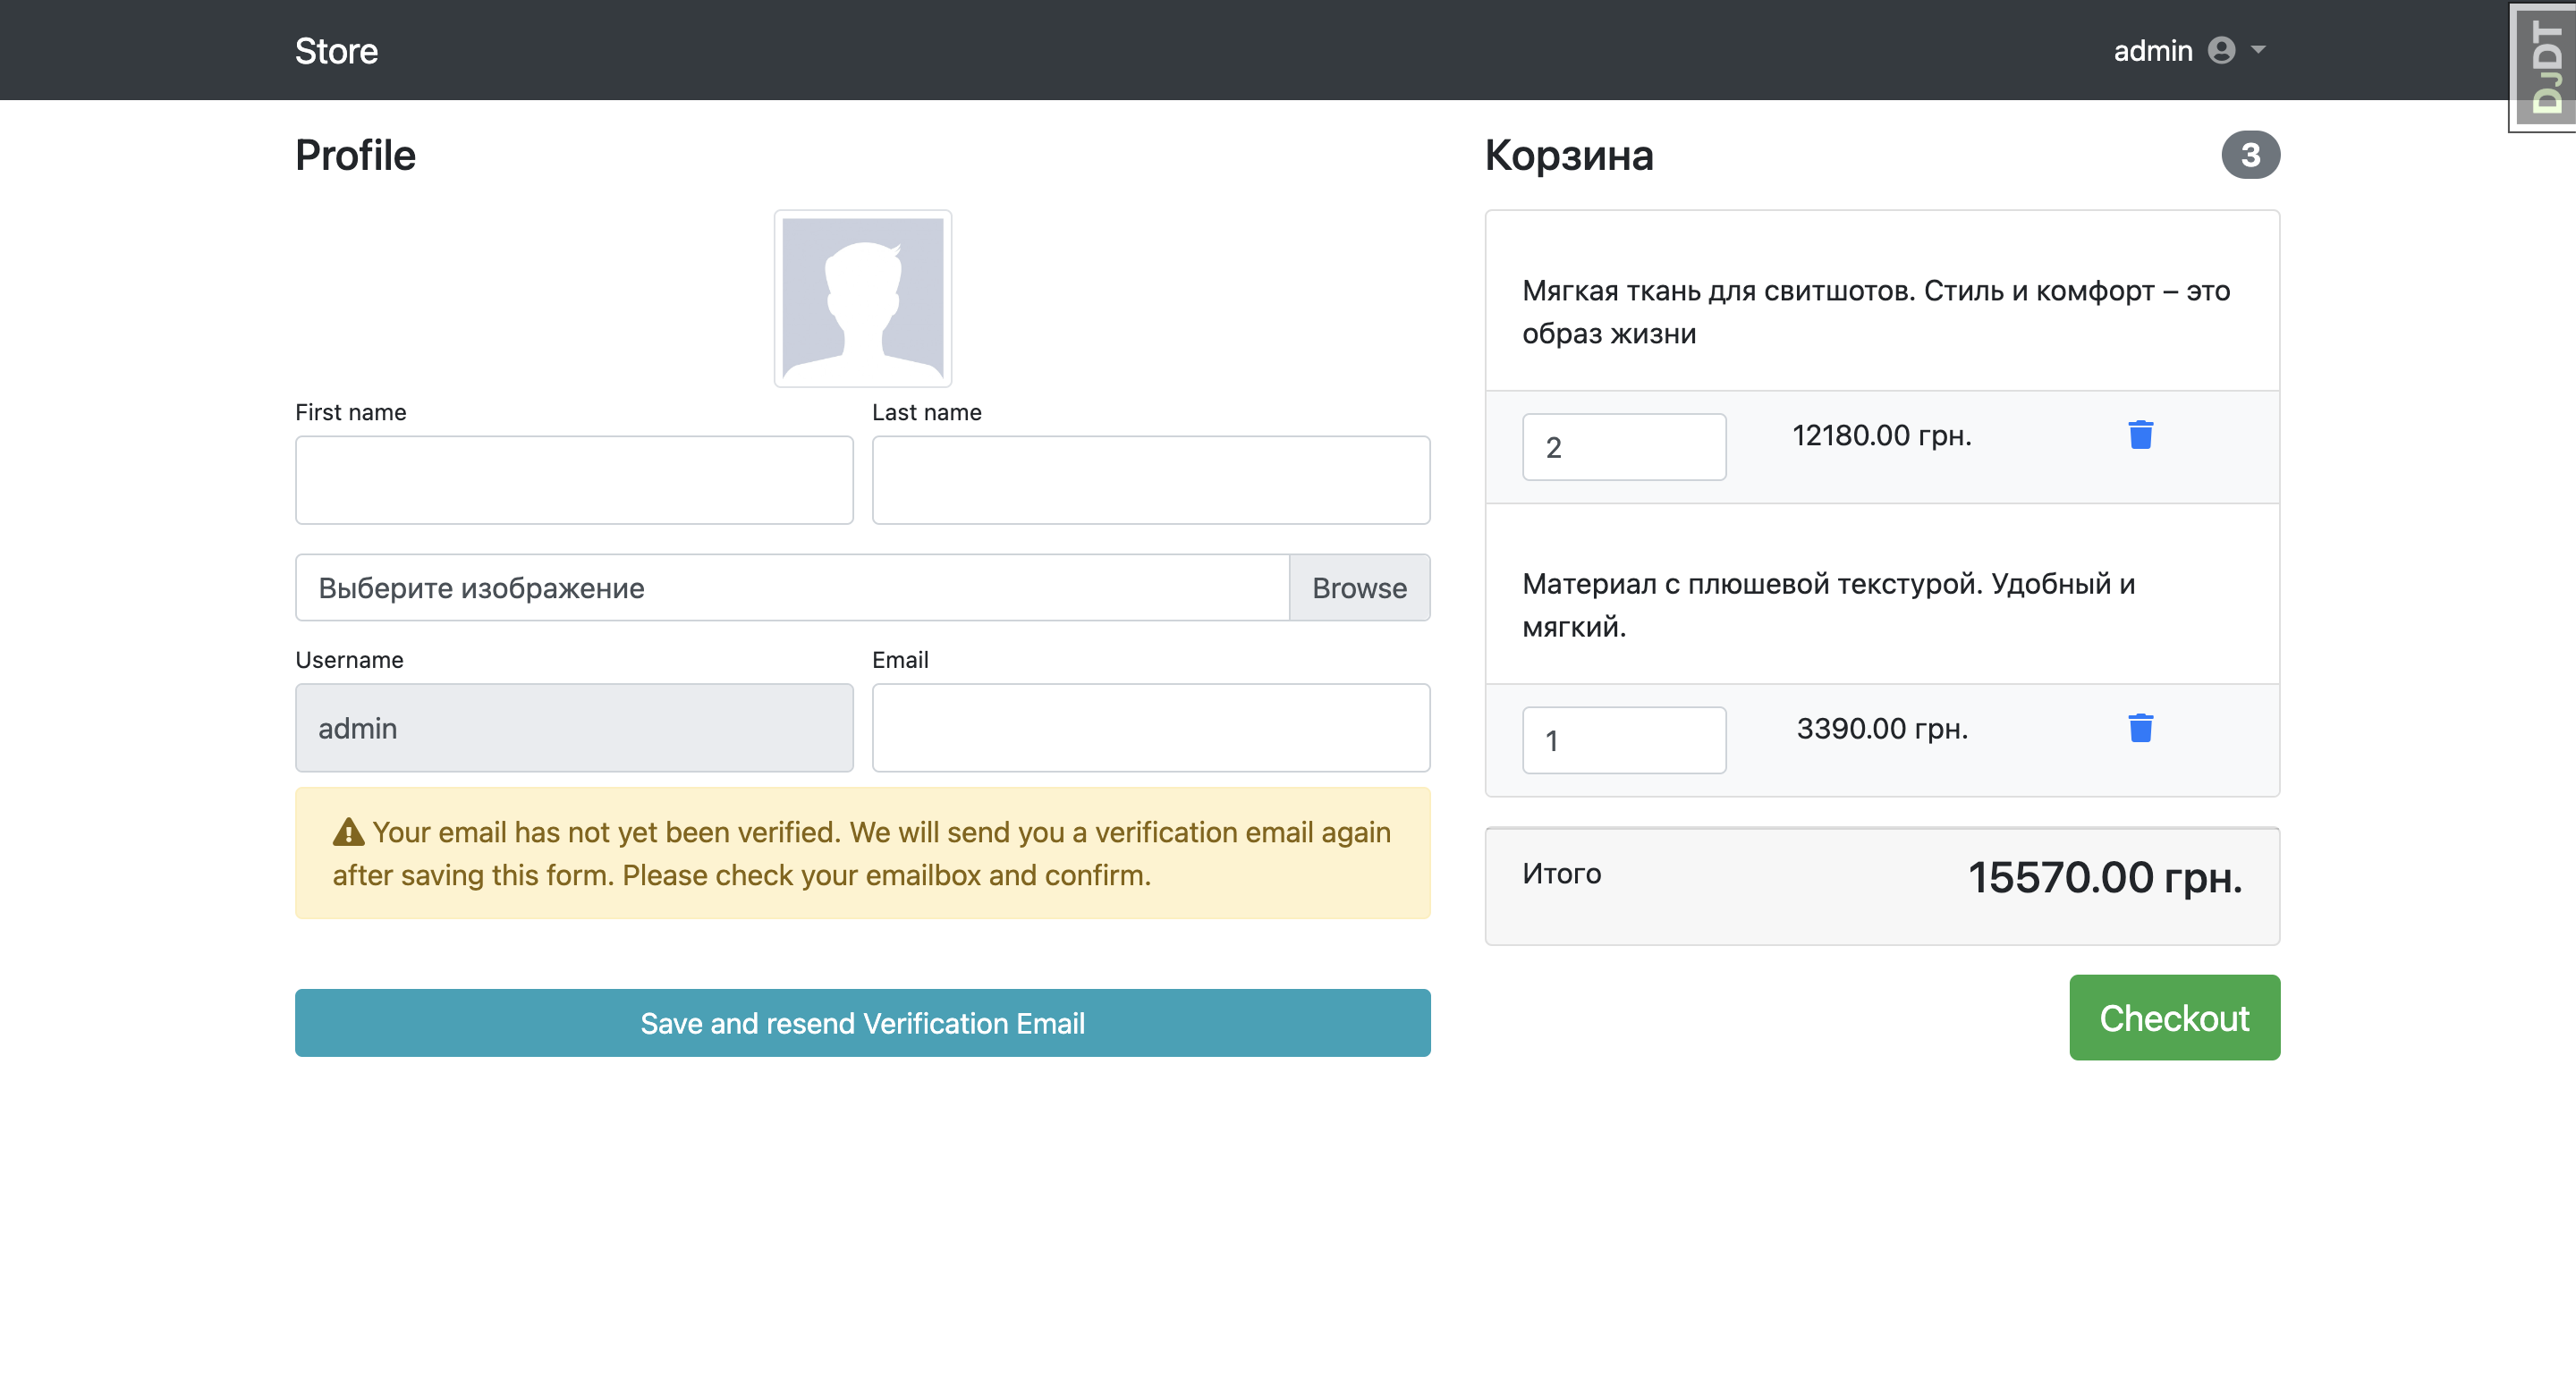 Store
admin
DJDT
Profile
Корзина
3
First name
Last name
Выберите изображение
Browse
Username
Email
admin
Your email has not yet been verified. We will send you a verification email again
after saving this form. Please check your emailbox and confirm.
Save and resend Verification Email
Мягкая ткань для свитшотов. Стиль и комфорт – это
образ жизни
2
12180.00 грн.
Материал с плюшевой текстурой. Удобный и
мягкий.
1
3390.00 грн.
Итого
15570.00 грн.
Checkout